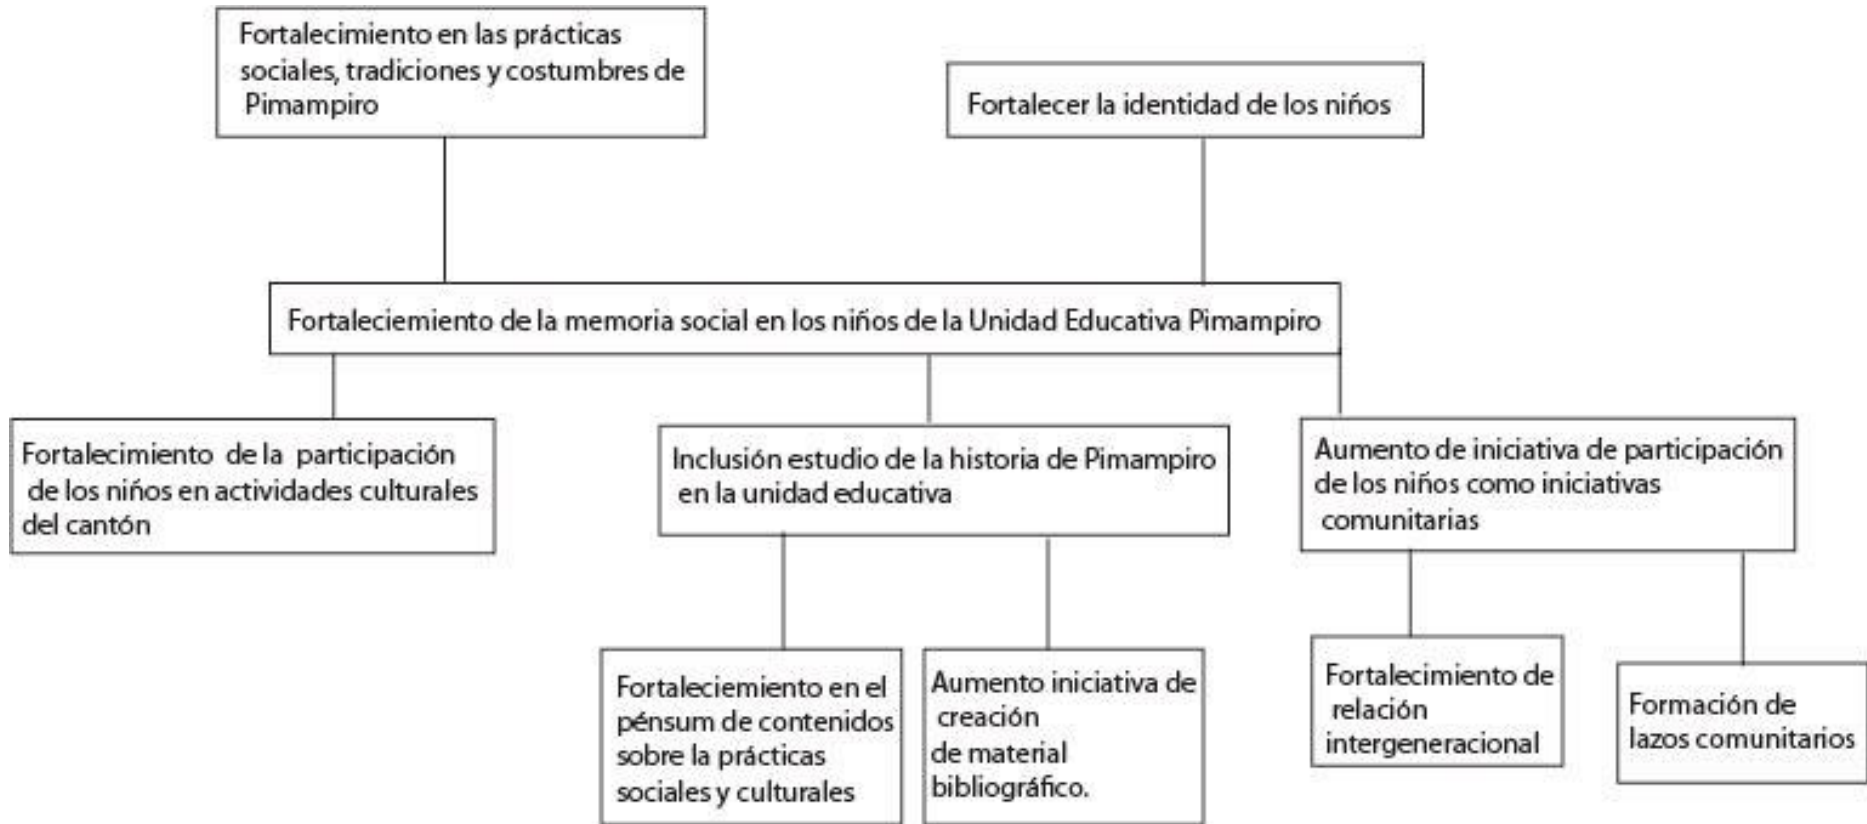 Fortalecimiento en las prácticas
sociales, tradiciones y costumbres de
Pimampiro
Fortalecer la identidad de los niños
Fortaleciemiento de la memoria social en los niños de la Unidad Educativa Pimampiro
Fortalecimiento de la participación
de los niños en actividades culturales
del cantón
Inclusión estudio de la historia de Pimampiro
en la unidad educativa
Aumento de iniciativa de participación
de los niños como iniciativas
comunitarias
Fortaleciemiento en el
pénsum de contenidos
sobre la prácticas
sociales y culturales
Aumento iniciativa de
creación
de material
bibliográfico.
Fortalecimiento de
relación
intergeneracional
Formación de
lazos comunitarios